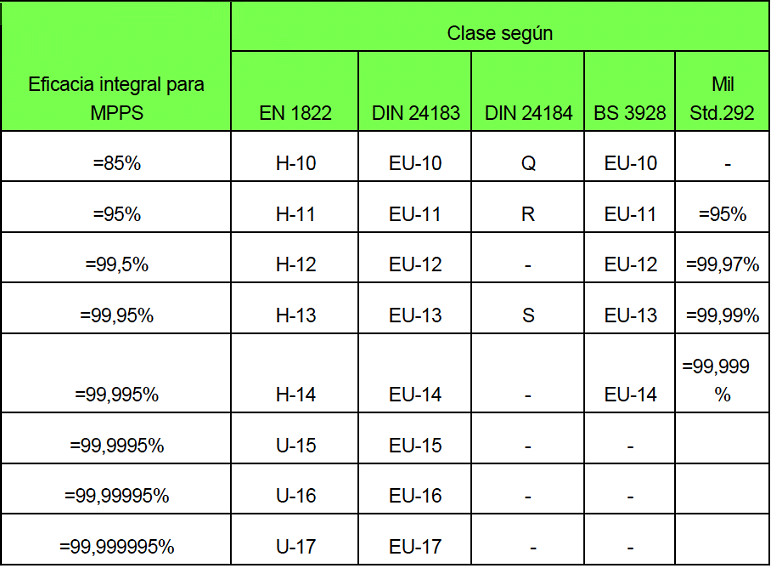 Clase según
Eficacia integral para
MPPS
EN 1822
DIN 24183
DIN 24184
BS 3928
Mil
Std.292
=85% H-10 EU-10 Q EU-10 -
=95% H-11 EU-11 R EU-11 =95%
=99,5% H-12 EU-12 - EU-12 =99,97%
=99,95% H-13 EU-13 S EU-13 =99,99%
=99,995% H-14 EU-14 - EU-14 =99,999
%
=99,9995% U-15 EU-15 - -
=99,99995% U-16 EU-16 - -
=99,999995% U-17 EU-17 - -